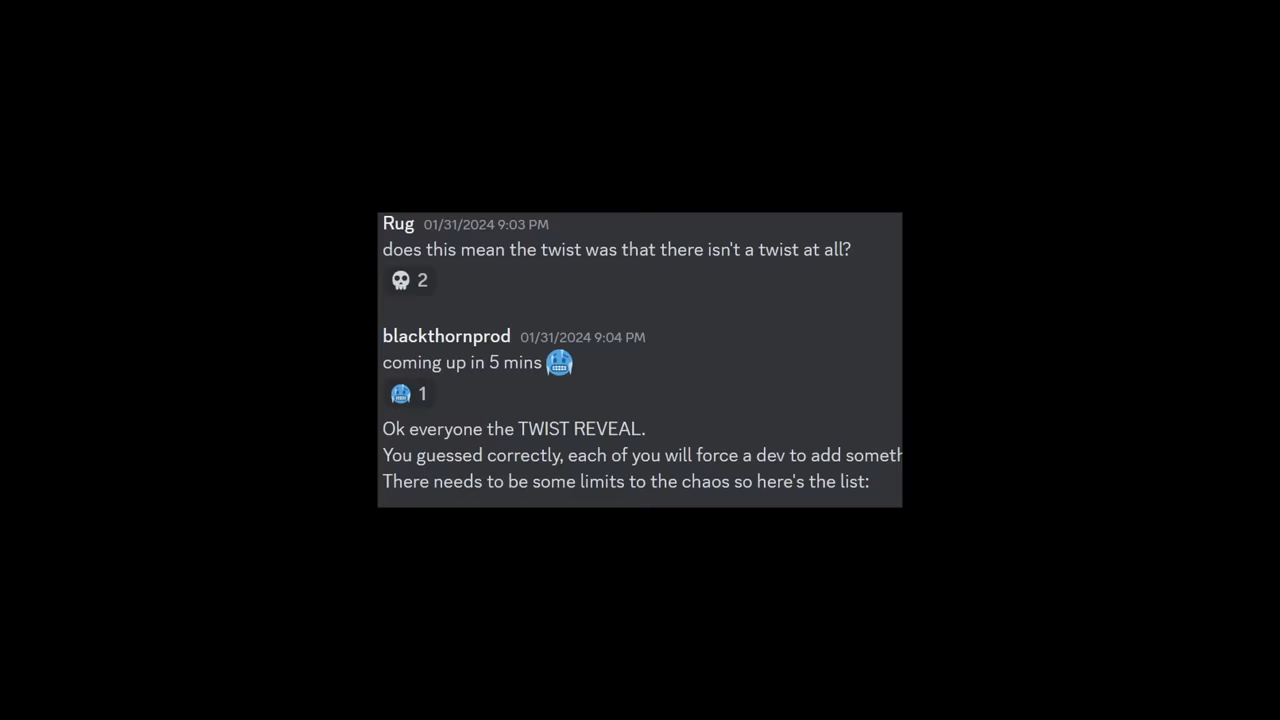 Rug 01/31/2024 9:03 PM
does this mean the twist was that there isn't a twist at all?
💀 2
blackthornprod 01/31/2024 9:04 PM
coming up in 5 mins 🥶
🥶 1
Ok everyone the TWIST REVEAL.
You guessed correctly, each of you will force a dev to add someth
There needs to be some limits to the chaos so here's the list: